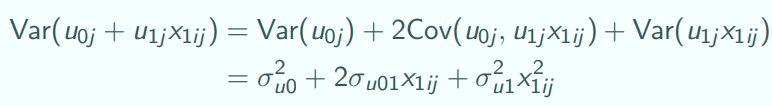 Var(u₀ⱼ + u₁ⱼx₁ᵢⱼ) = Var(u₀ⱼ) + 2Cov(u₀ⱼ, u₁ⱼx₁ᵢⱼ) + Var(u₁ⱼx₁ᵢⱼ)
= σ²ᵤ₀ + 2σᵤ₀₁x₁ᵢⱼ + σ²ᵤ₁x²₁ᵢⱼ